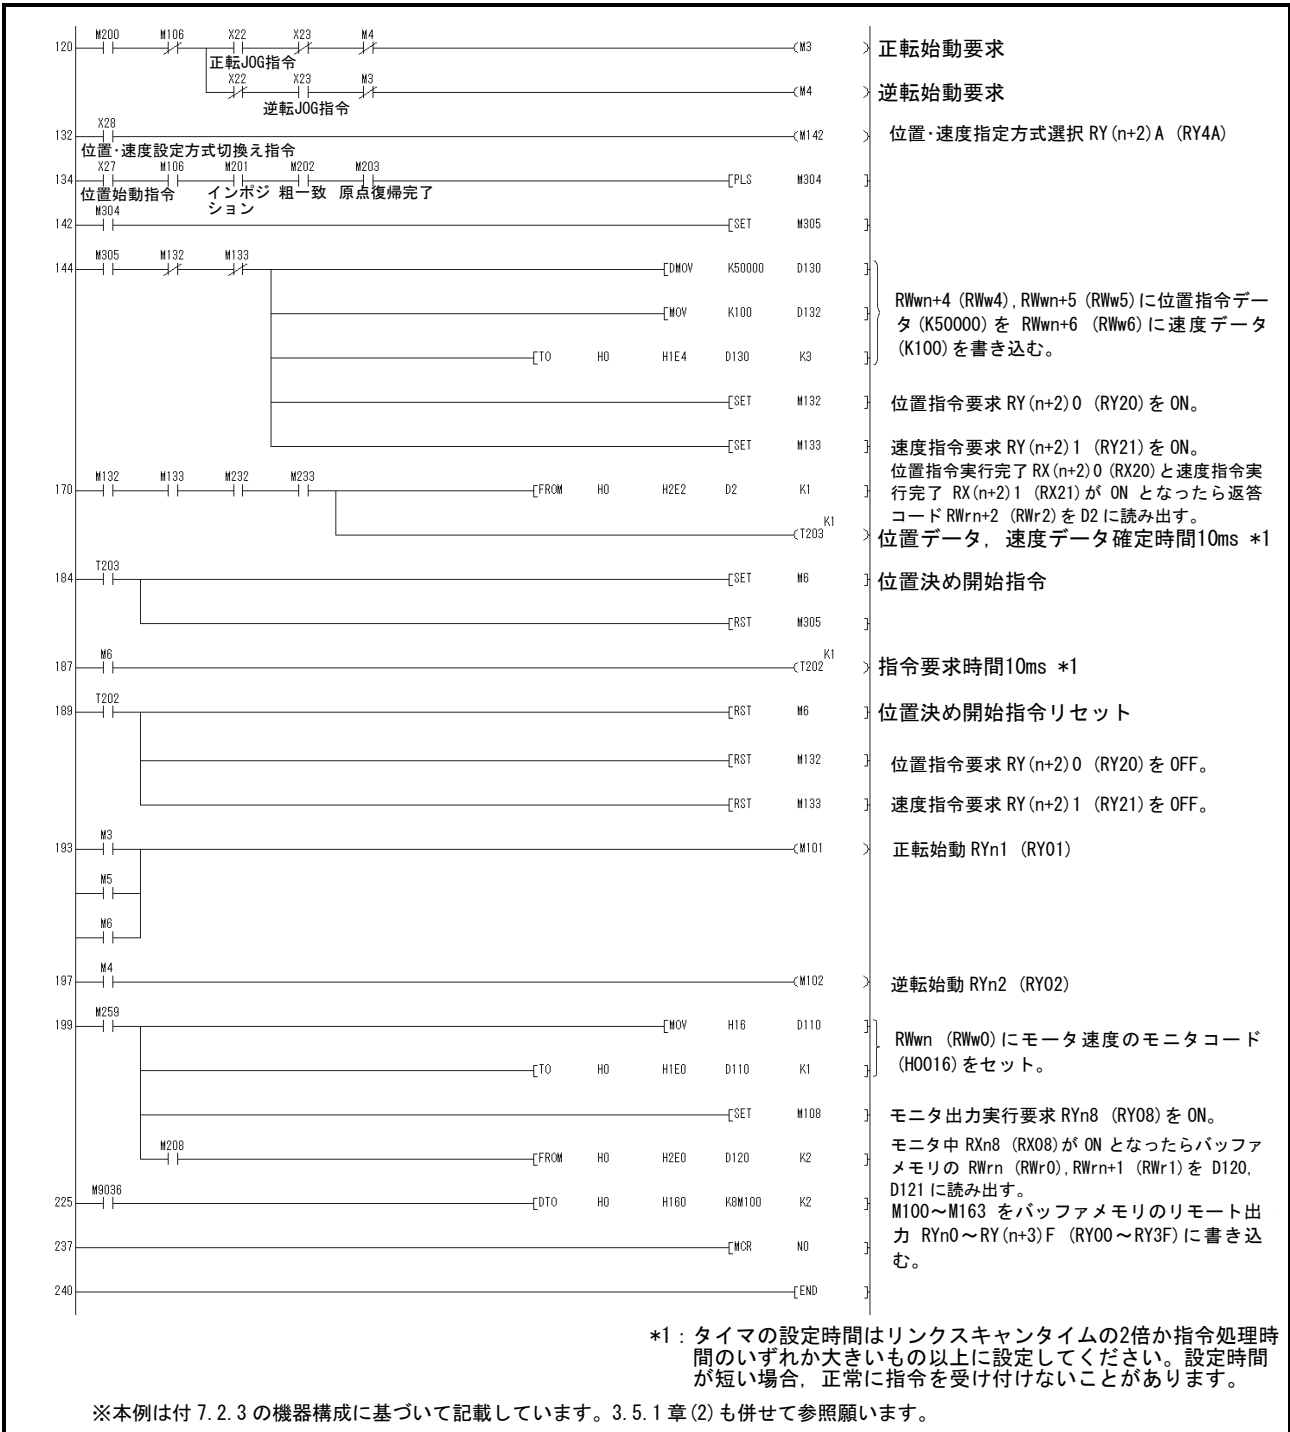 M200 M106 X22 X23 M4
120 (M3 ) 正転始動要求
正転JOG指令
X22 X23 M3
(M4 ) 逆転始動要求
逆転JOG指令
X28
132 (M142 ) 位置・速度指定方式選択 RY(n+2)A (RY4A)
位置・速度設定方式切換え指令
X27 M106 M201 M202 M203
134 [PLS M304 ]
位置始動指令 インポジション 粗一致 原点復帰完了
M304
142 [SET M305 ]
M305 M132 M133
144 [DMOV K50000 D130 ]
[MOV K100 D132 ]
[TO H0 H1E4 D130 K3 ]
RWwn+4 (RWw4),RWwn+5 (RWw5)に位置指令デー
タ(K50000)を RWwn+6 (RWw6)に速度データ
(K100)を書き込む。
[SET M132 ] 位置指令要求 RY(n+2)0 (RY20)を ON。
[SET M133 ] 速度指令要求 RY(n+2)1 (RY21)を ON。
M132 M133 M232 M233
170 [FROM H0 H2E2 D2 K1 ]
位置指令実行完了 RX(n+2)0 (RX20)と速度指令実
行完了 RX(n+2)1 (RX21)が ON となったら返答
コード RWrn+2 (RWr2)を D2 に読み出す。
K1
(T203 ) 位置データ，速度データ確定時間10ms *1
T203
184 [SET M6 ] 位置決め開始指令
[RST M305 ]
M6 K1
187 (T202 ) 指令要求時間10ms *1
T202
189 [RST M6 ] 位置決め開始指令リセット
[RST M132 ] 位置指令要求 RY(n+2)0 (RY20)を OFF。
[RST M133 ] 速度指令要求 RY(n+2)1 (RY21)を OFF。
M3
193 (M101 ) 正転始動 RYn1 (RY01)
M5
M6
M4
197 (M102 ) 逆転始動 RYn2 (RY02)
M259
199 [MOV H16 D110 ]
[TO H0 H1E0 D110 K1 ]
RWwn (RWw0)にモータ速度のモニタコード
(H0016)をセット。
[SET M108 ] モニタ出力実行要求 RYn8 (RY08)を ON。
M208
[FROM H0 H2E0 D120 K2 ]
モニタ中 RXn8 (RX08)が ON となったらバッファ
メモリの RWrn (RWr0),RWrn+1 (RWr1)を D120,
D121 に読み出す。
M9036
225 [DTO H0 H160 K8M100 K2 ]
M100～M163 をバッファメモリのリモート出
力 RYn0～RY(n+3)F (RY00～RY3F)に書き込
む。
237 [MCR N0 ]
240 [END ]
*1：タイマの設定時間はリンクスキャンタイムの2倍か指令処理時
間のいずれか大きいもの以上に設定してください。設定時間
が短い場合，正常に指令を受け付けないことがあります。
※本例は付 7.2.3 の機器構成に基づいて記載しています。3.5.1 章(2)も併せて参照願います。